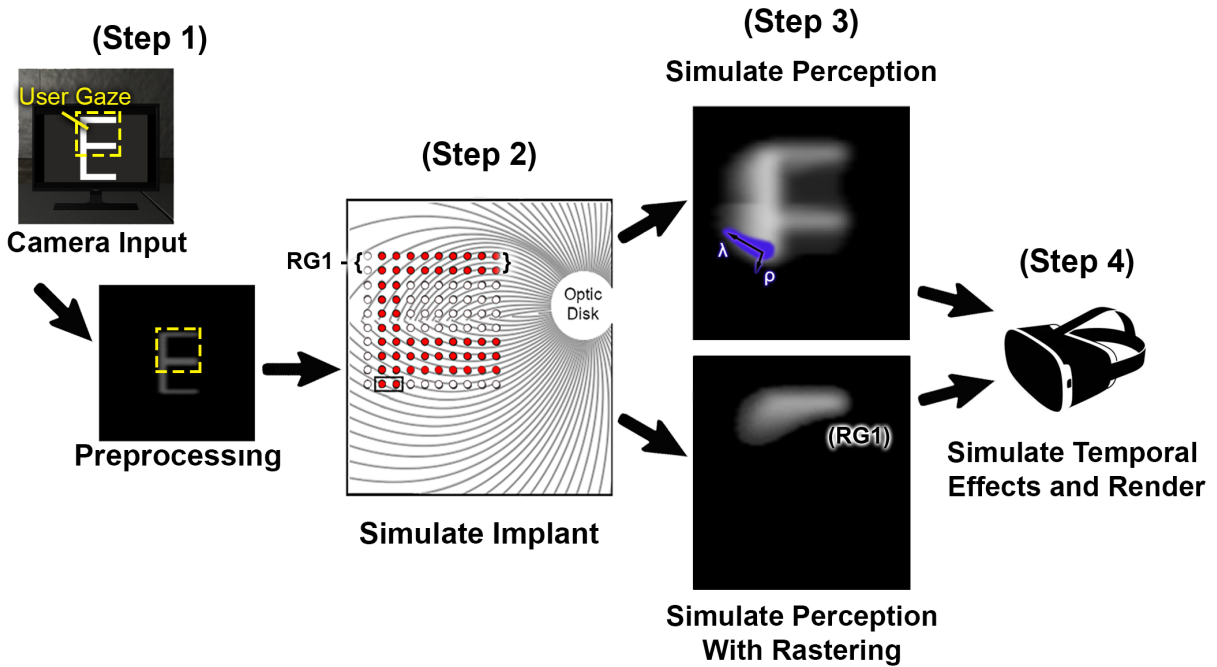 (Step 1)
User Gaze
Camera Input
Preprocessing
(Step 2)
RG1 - { }
Optic
Disk
Simulate Implant
(Step 3)
Simulate Perception
λ
ρ
(RG1)
Simulate Perception
With Rastering
(Step 4)
Simulate Temporal
Effects and Render